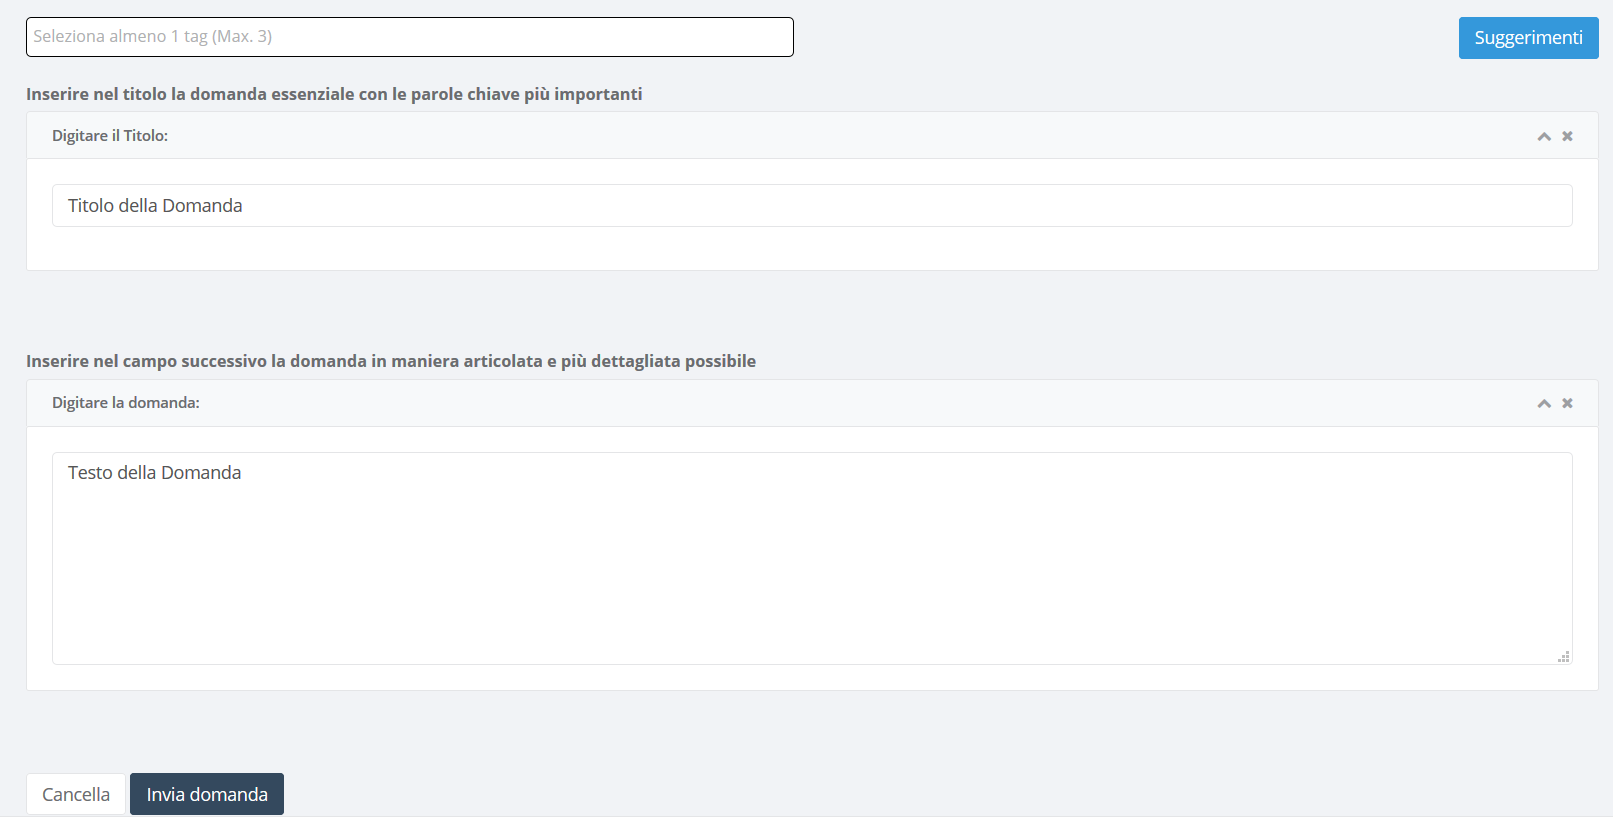 Seleziona almeno 1 tag (Max. 3)
Suggerimenti
Inserire nel titolo la domanda essenziale con le parole chiave più importanti
Digitare il Titolo:
Titolo della Domanda
Inserire nel campo successivo la domanda in maniera articolata e più dettagliata possibile
Digitare la domanda:
Testo della Domanda
Cancella
Invia domanda